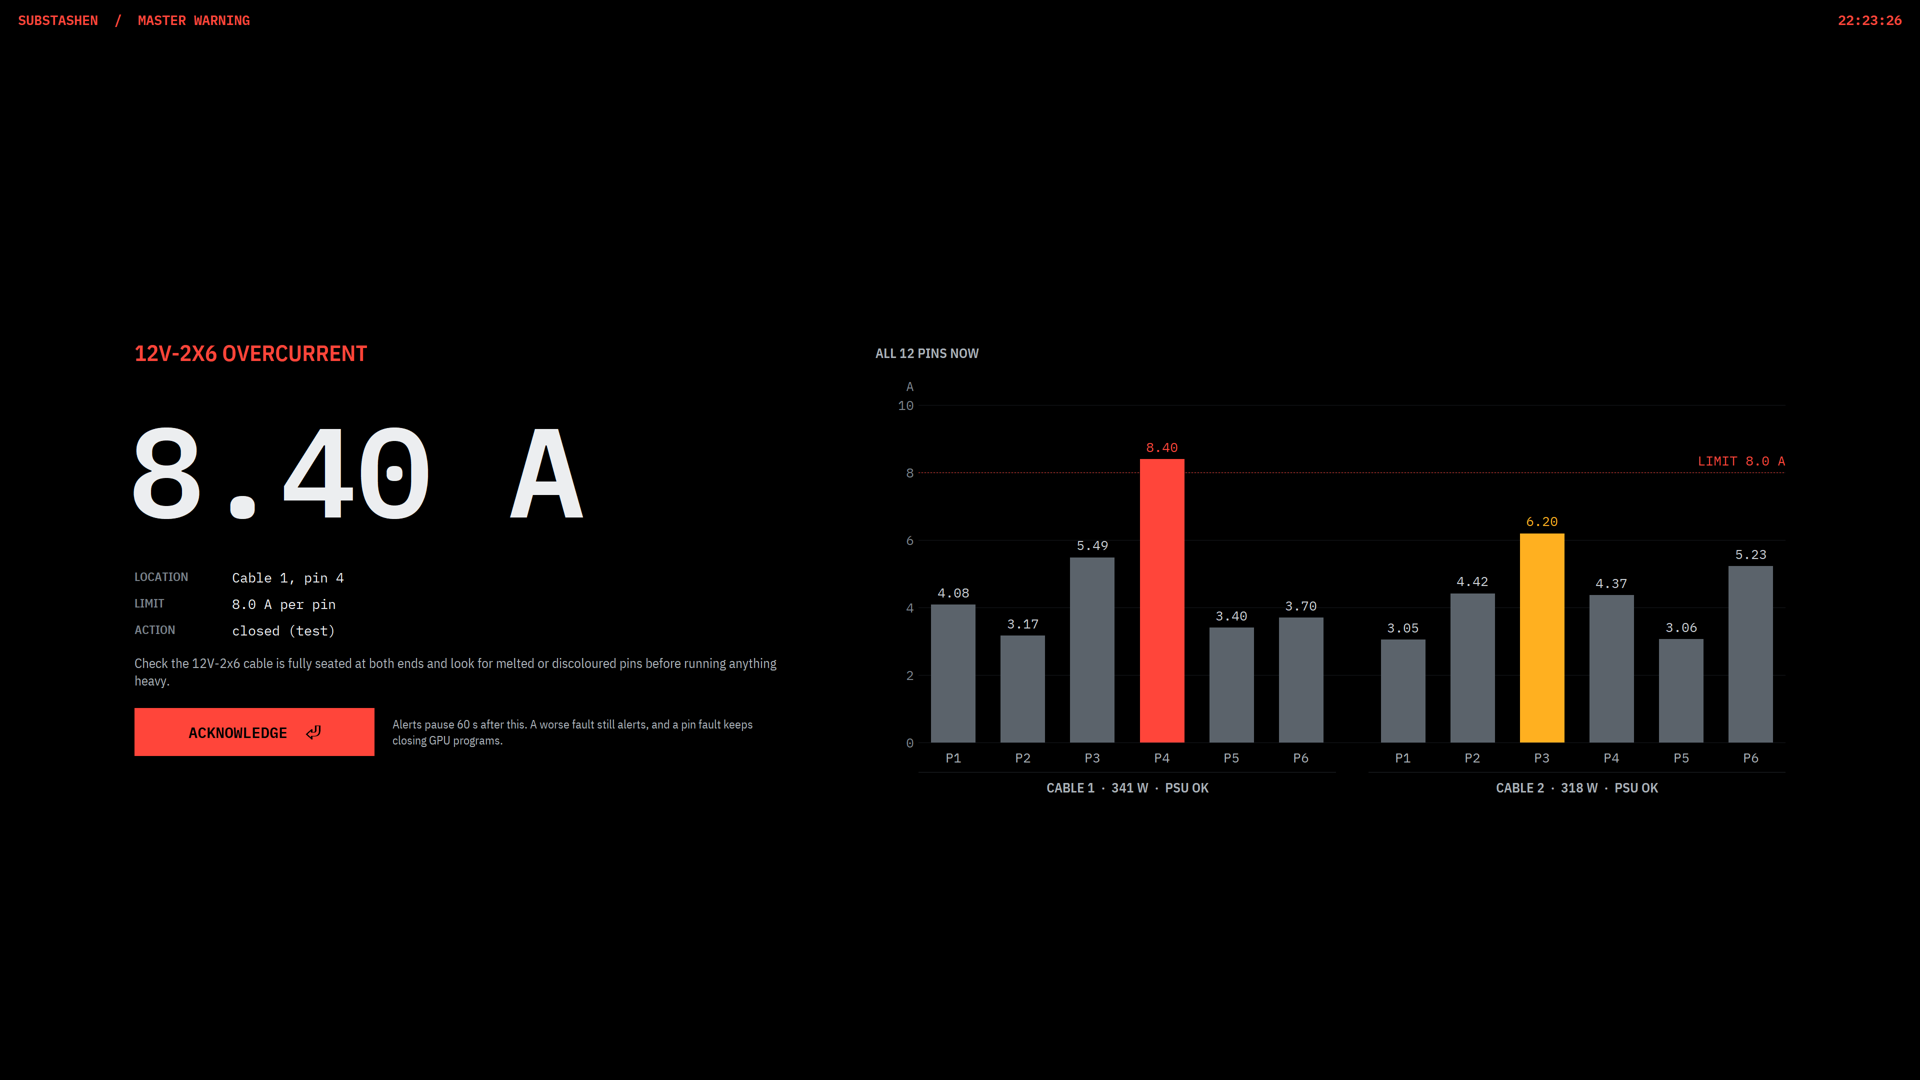 SUBSTASHEN / MASTER WARNING
22:23:26
12V-2X6 OVERCURRENT
8.40 A
LOCATION Cable 1, pin 4
LIMIT 8.0 A per pin
ACTION closed (test)
Check the 12V-2x6 cable is fully seated at both ends and look for melted or discoloured pins before running anything
heavy.
ACKNOWLEDGE
Alerts pause 60 s after this. A worse fault still alerts, and a pin fault keeps
closing GPU programs.
ALL 12 PINS NOW
A
10
8
6
4
2
0
LIMIT 8.0 A
4.08 3.17 5.49 8.40 3.40 3.70 3.05 4.42 6.20 4.37 3.06 5.23
P1 P2 P3 P4 P5 P6 P1 P2 P3 P4 P5 P6
CABLE 1 · 341 W · PSU OK
CABLE 2 · 318 W · PSU OK